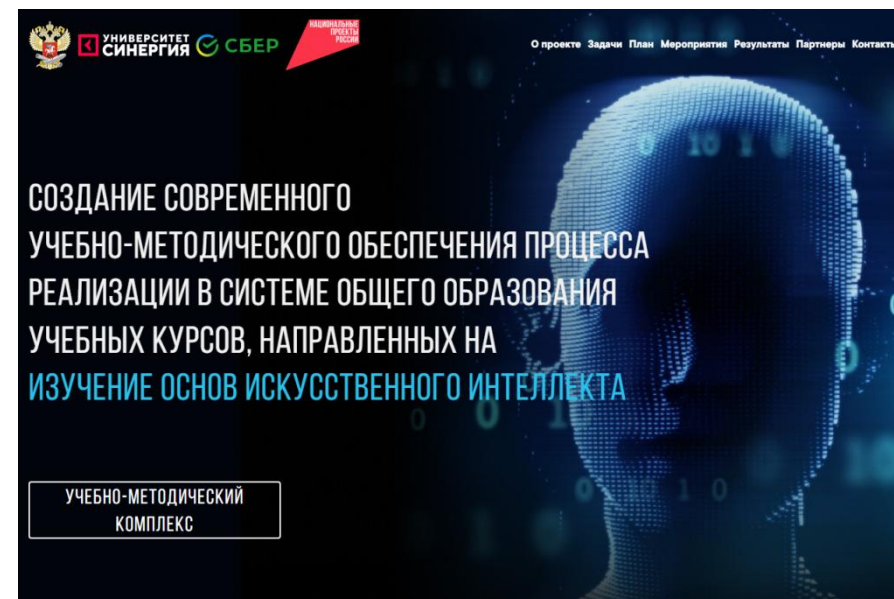 УНИВЕРСИТЕТ
СИНЕРГИЯ
СБЕР
НАЦИОНАЛЬНЫЕ
ПРОЕКТЫ
РОССИИ
О проекте Задачи План Мероприятия Результаты Партнеры Контакты
СОЗДАНИЕ СОВРЕМЕННОГО
УЧЕБНО-МЕТОДИЧЕСКОГО ОБЕСПЕЧЕНИЯ ПРОЦЕССА
РЕАЛИЗАЦИИ В СИСТЕМЕ ОБЩЕГО ОБРАЗОВАНИЯ
УЧЕБНЫХ КУРСОВ, НАПРАВЛЕННЫХ НА
ИЗУЧЕНИЕ ОСНОВ ИСКУССТВЕННОГО ИНТЕЛЛЕКТА
УЧЕБНО-МЕТОДИЧЕСКИЙ
КОМПЛЕКС